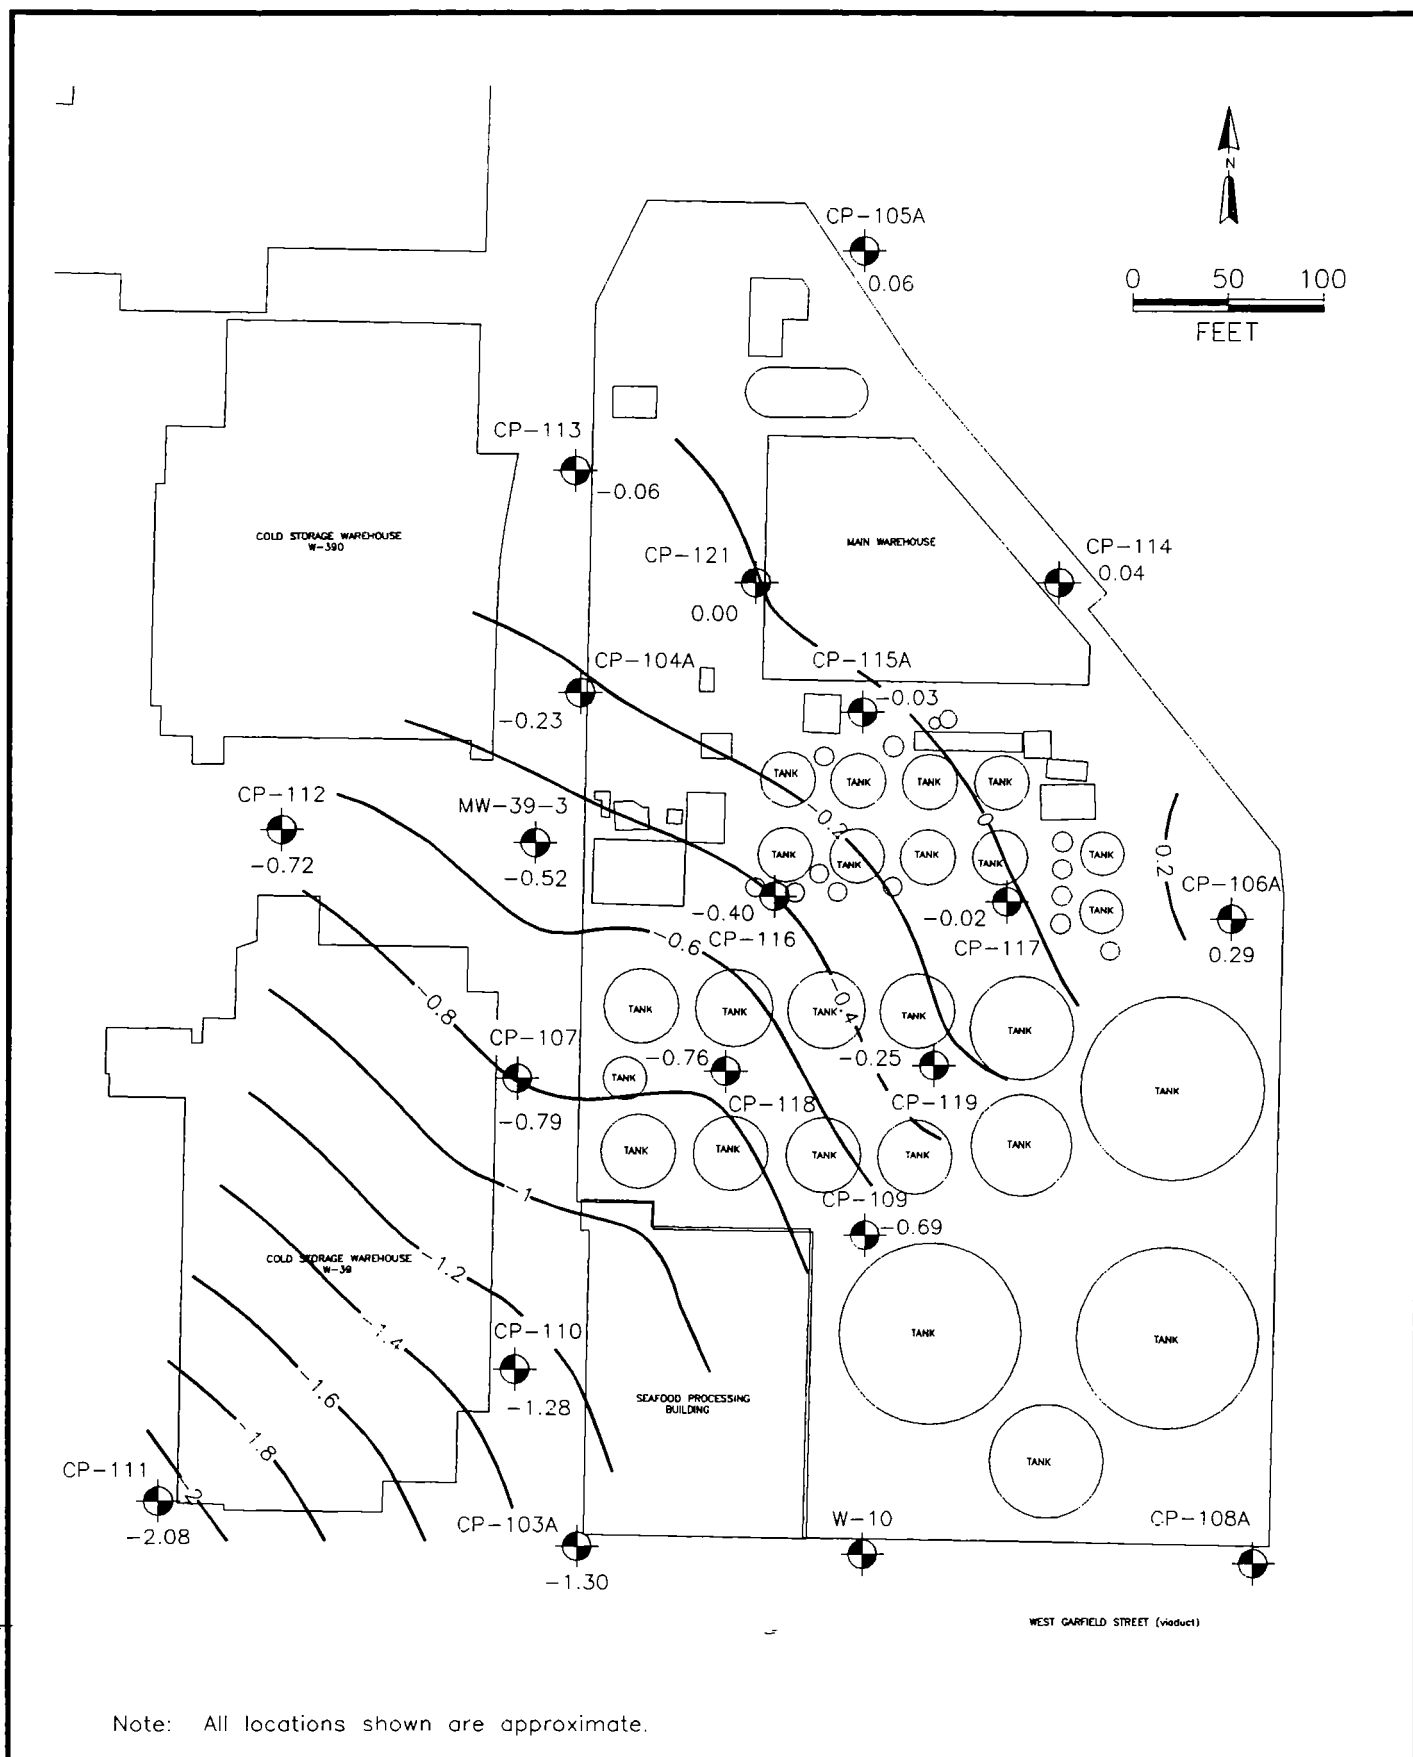 CP-105A
0.06
N
0 50 100
FEET
CP-113
-0.06
COLD STORAGE WAREHOUSE
W-390
MAIN WAREHOUSE
CP-121
0.00
CP-114
0.04
CP-104A
-0.23
CP-115A
-0.03
TANK
TANK
TANK
TANK
CP-112
-0.72
MW-39-3
-0.52
-0.2
0
TANK
TANK
TANK
TANK
TANK
-0.2
CP-106A
0.29
-0.40
CP-116
-0.02
CP-117
TANK
-0.6
-0.8
TANK
TANK
TANK
-0.4
TANK
TANK
CP-107
-0.79
TANK
-0.76
CP-118
-0.25
CP-119
TANK
TANK
TANK
TANK
TANK
TANK
-1
CP-109
-0.69
COLD STORAGE WAREHOUSE
W-39
-1.2
-1.4
CP-110
-1.28
TANK
TANK
-1.6
SEAFOOD PROCESSING
BUILDING
-1.8
TANK
CP-111
-2
-2.08
CP-103A
-1.30
W-10
CP-108A
WEST GARFIELD STREET (viaduct)
Note: All locations shown are approximate.